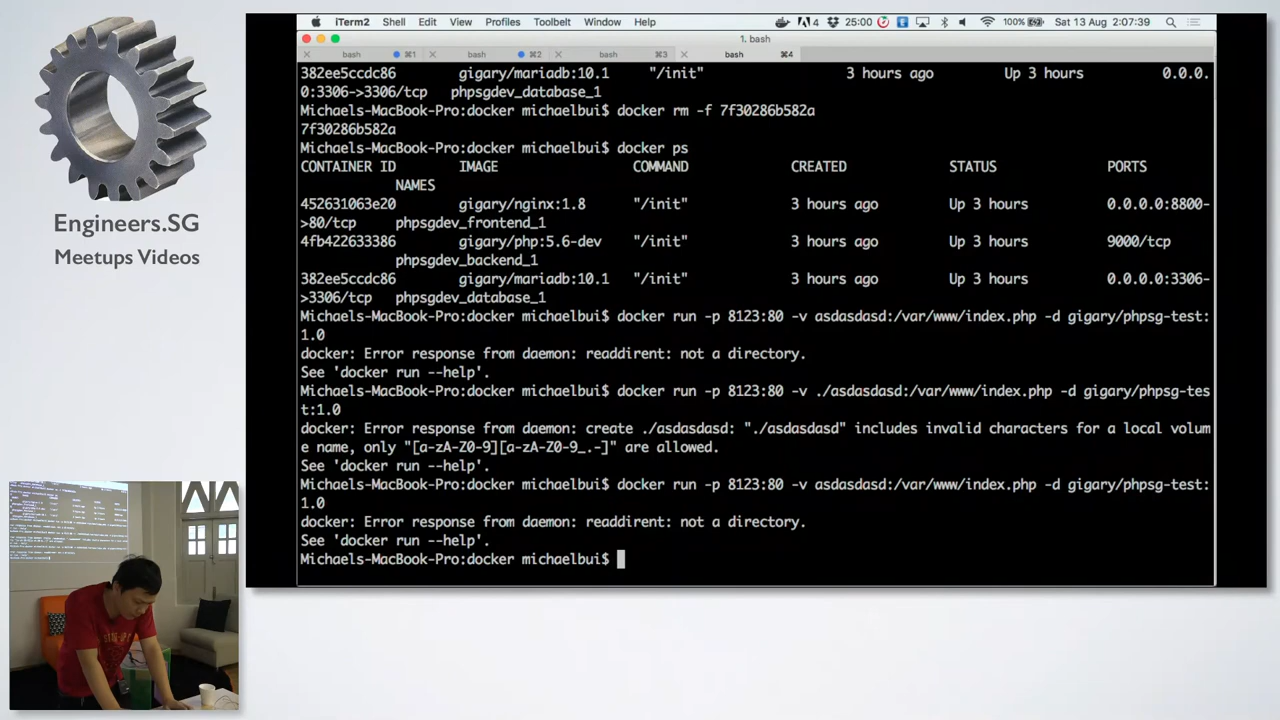 iTerm2 Shell Edit View Profiles Toolbelt Window Help 4 25:00 100% Sat 13 Aug 2:07:39
1. bash
bash ⌘1 bash ⌘2 bash ⌘3 bash ⌘4
382ee5ccdc86 gigary/mariadb:10.1 "/init" 3 hours ago Up 3 hours 0.0.0.
0:3306->3306/tcp phpsgdev_database_1
Michaels-MacBook-Pro:docker michaelbui$ docker rm -f 7f30286b582a
7f30286b582a
Michaels-MacBook-Pro:docker michaelbui$ docker ps
CONTAINER ID IMAGE COMMAND CREATED STATUS PORTS
NAMES
452631063e20 gigary/nginx:1.8 "/init" 3 hours ago Up 3 hours 0.0.0.0:8800-
>80/tcp phpsgdev_frontend_1
4fb422633386 gigary/php:5.6-dev "/init" 3 hours ago Up 3 hours 9000/tcp
phpsgdev_backend_1
382ee5ccdc86 gigary/mariadb:10.1 "/init" 3 hours ago Up 3 hours 0.0.0.0:3306-
>3306/tcp phpsgdev_database_1
Michaels-MacBook-Pro:docker michaelbui$ docker run -p 8123:80 -v asdasdasd:/var/www/index.php -d gigary/phpsg-test:
1.0
docker: Error response from daemon: readdirent: not a directory.
See 'docker run --help'.
Michaels-MacBook-Pro:docker michaelbui$ docker run -p 8123:80 -v ./asdasdasd:/var/www/index.php -d gigary/phpsg-tes
t:1.0
docker: Error response from daemon: create ./asdasdasd: "./asdasdasd" includes invalid characters for a local volum
e name, only "[a-zA-Z0-9][a-zA-Z0-9_.-]" are allowed.
See 'docker run --help'.
Michaels-MacBook-Pro:docker michaelbui$ docker run -p 8123:80 -v asdasdasd:/var/www/index.php -d gigary/phpsg-test:
1.0
docker: Error response from daemon: readdirent: not a directory.
See 'docker run --help'.
Michaels-MacBook-Pro:docker michaelbui$
Engineers.SG
Meetups Videos